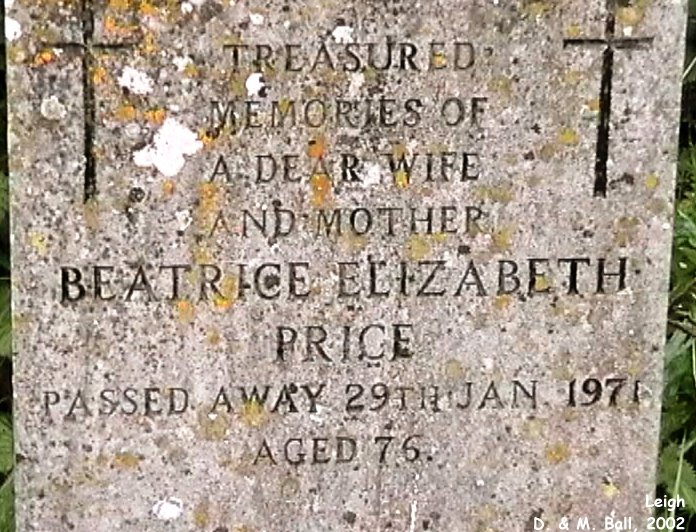 TREASURED
MEMORIES OF
A DEAR WIFE
AND MOTHER
BEATRICE ELIZABETH
PRICE
PASSED AWAY 29TH JAN 1971
AGED 76.
Leigh
D. & M. Ball, 2002